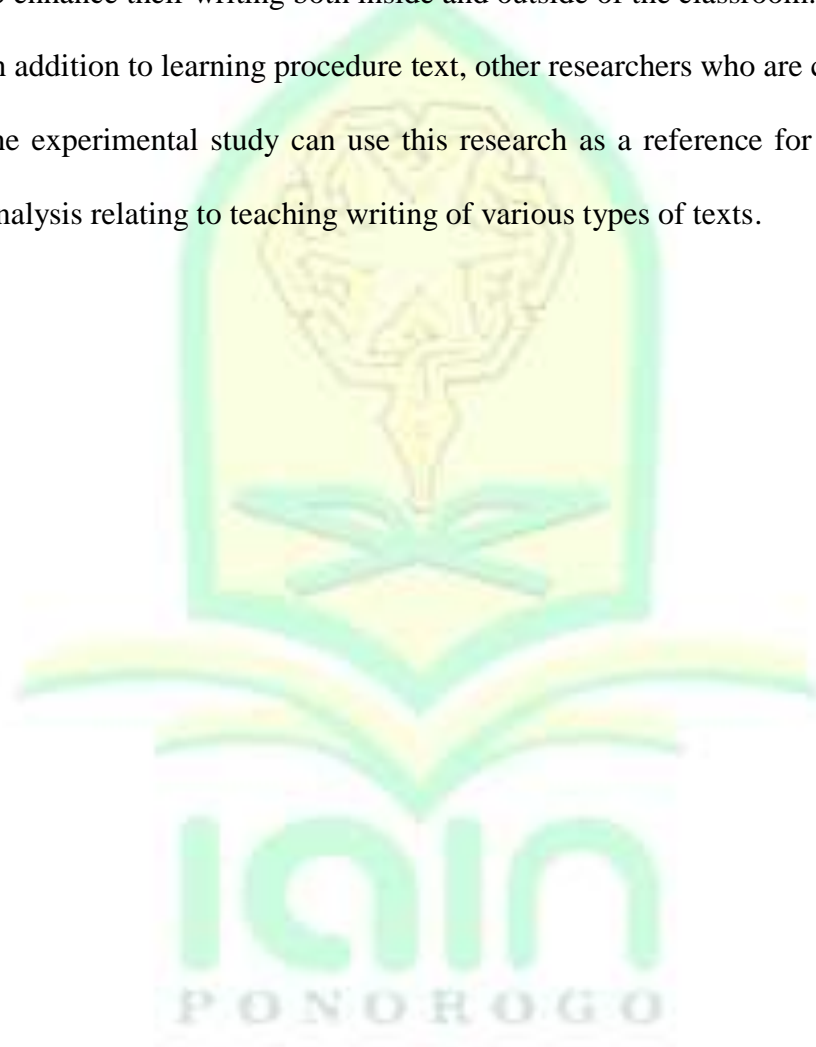 enhance their writing both inside and outside of the classroom.
addition to learning procedure text, other researchers who are
experimental study can use this research as a reference for
relating to teaching writing of various types of texts.
iain
PONOROGO